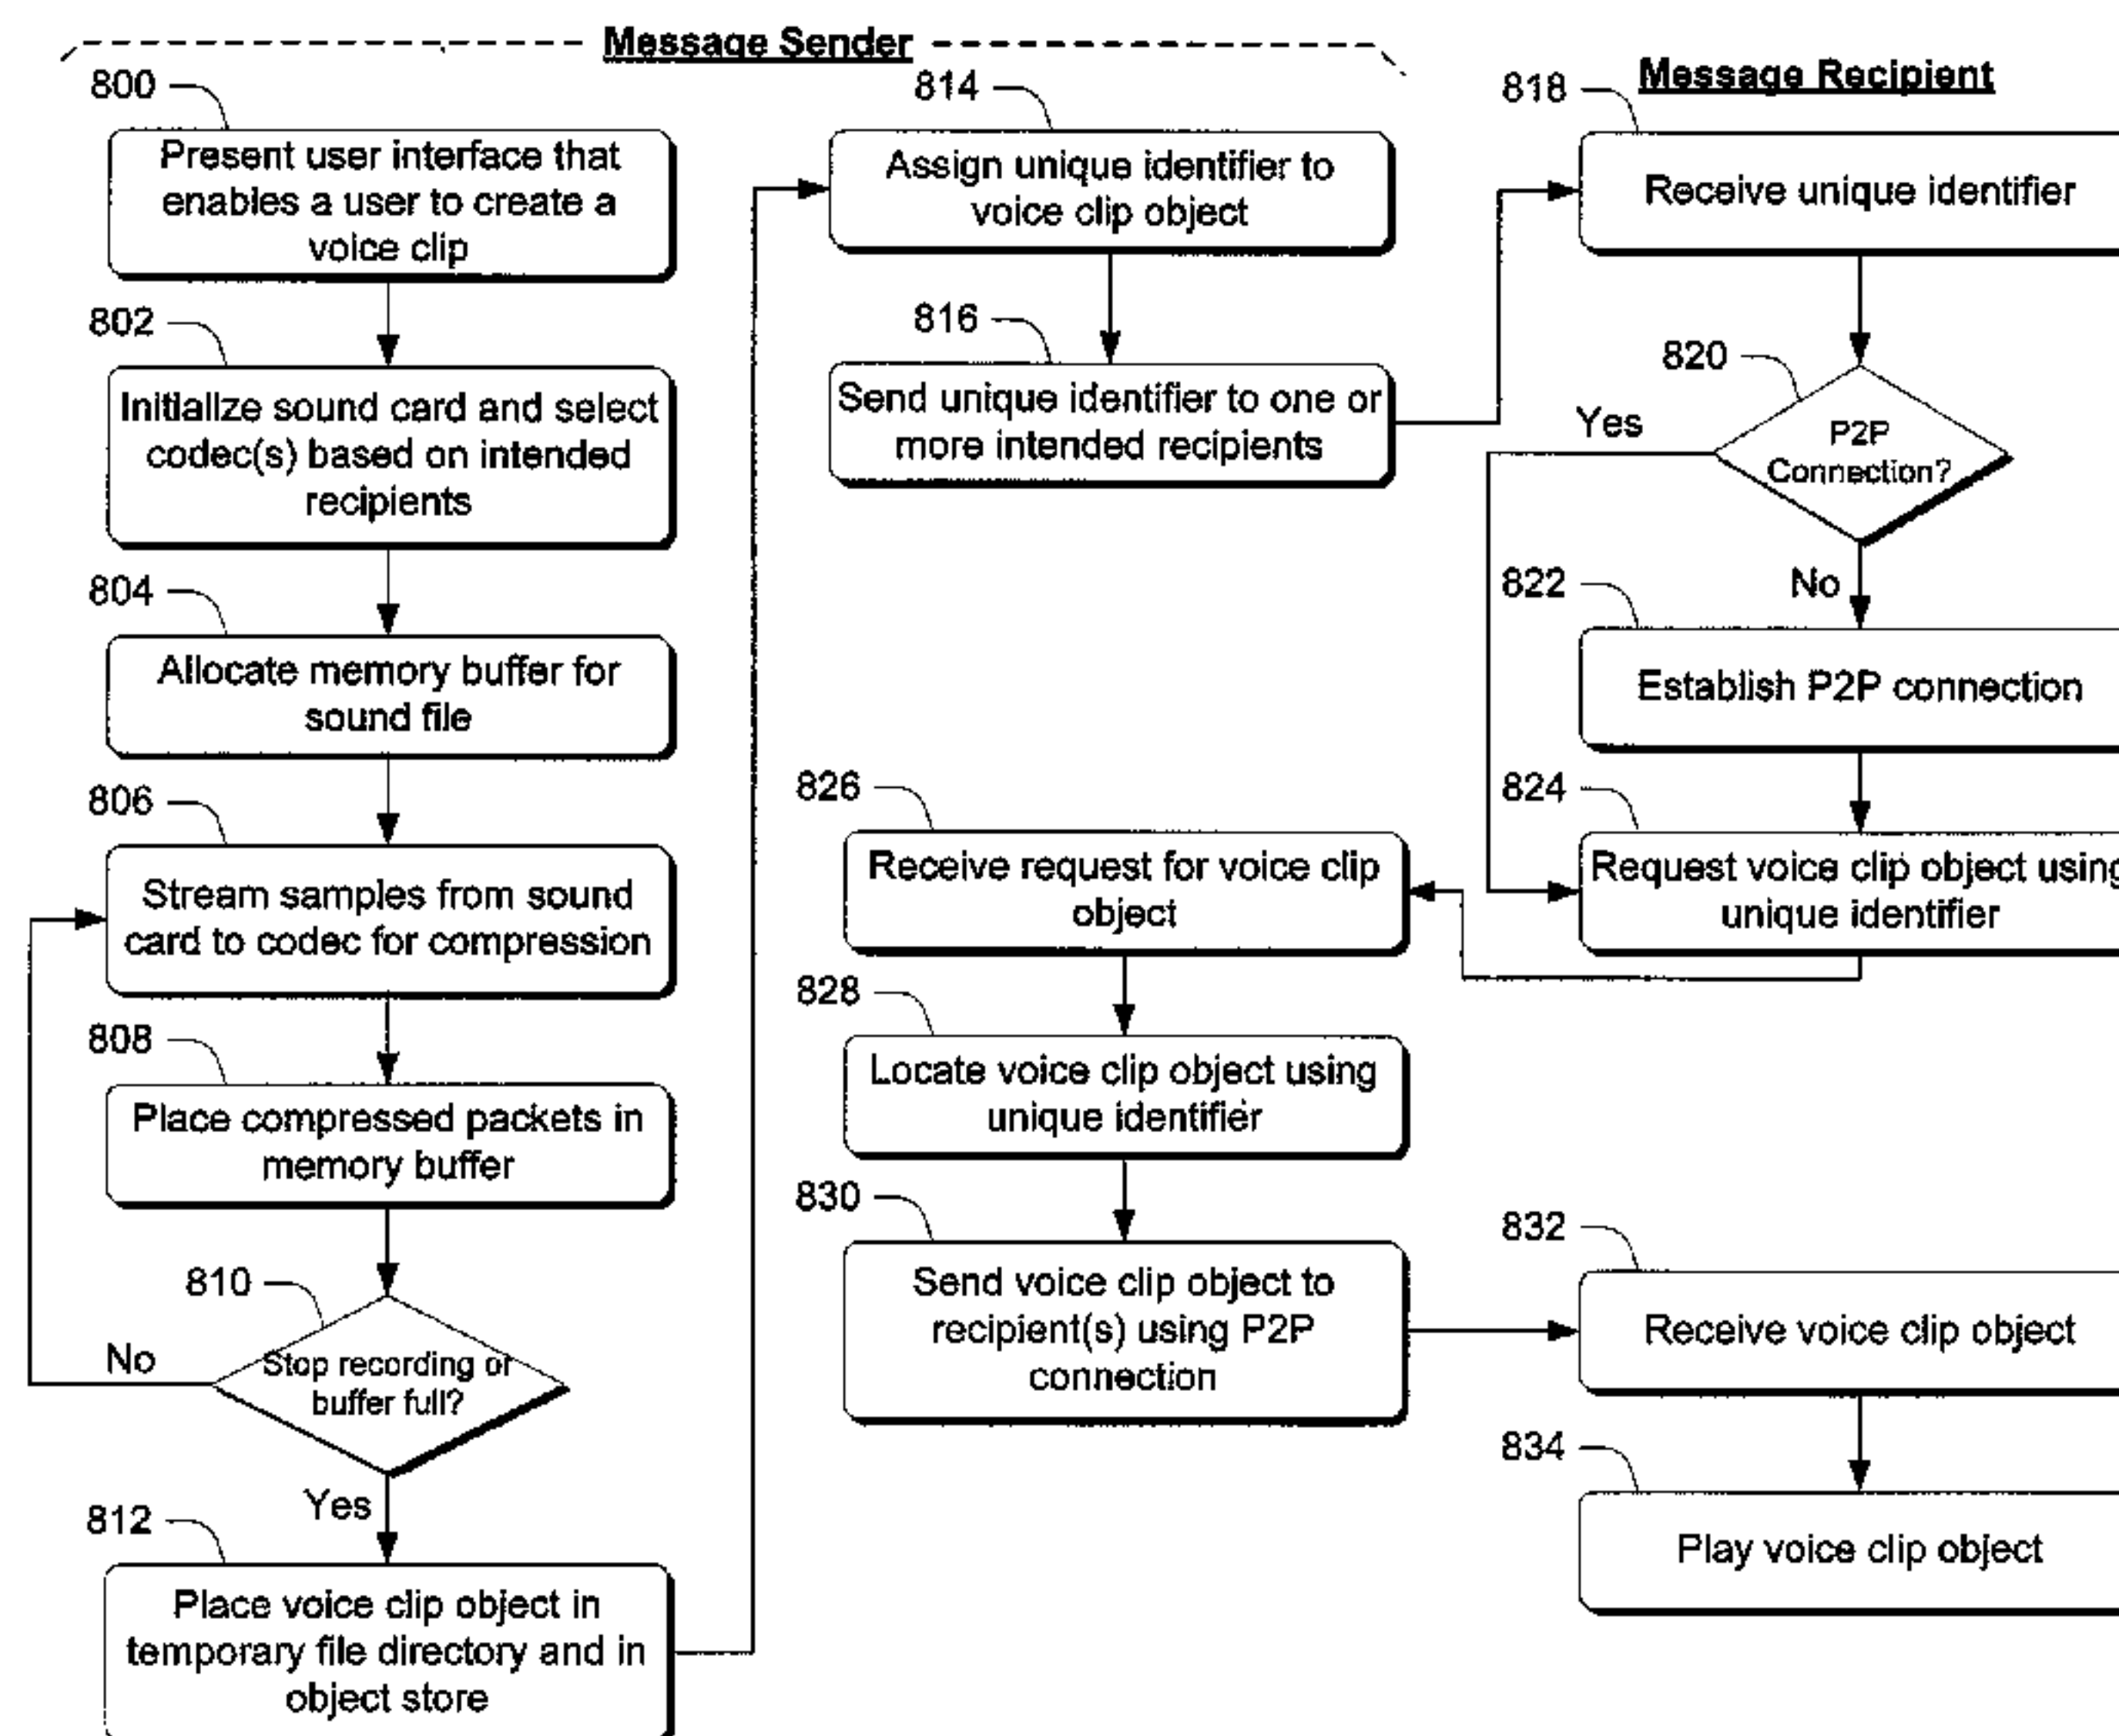 Message Sender
800
Present user interface that
enables a user to create a
voice clip
802
Initialize sound card and select
codec(s) based on intended
recipients
804
Allocate memory buffer for
sound file
806
Stream samples from sound
card to codec for compression
808
Place compressed packets in
memory buffer
810
Stop recording or
buffer full?
No
Yes
812
Place voice clip object in
temporary file directory and in
object store
814
Assign unique identifier to
voice clip object
816
Send unique identifier to one or
more intended recipients
Message Recipient
818
Receive unique identifier
820
P2P
Connection?
Yes
No
822
Establish P2P connection
824
Request voice clip object using
unique identifier
826
Receive request for voice clip
object
828
Locate voice clip object using
unique identifier
830
Send voice clip object to
recipient(s) using P2P
connection
832
Receive voice clip object
834
Play voice clip object